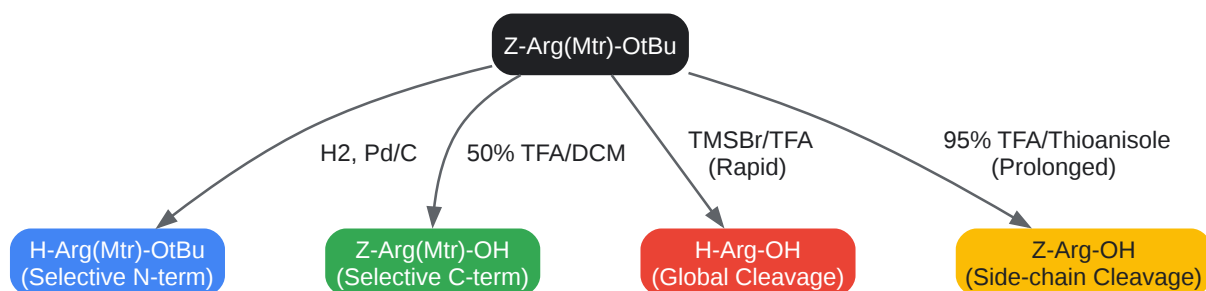 Z-Arg(Mtr)-OtBu
H2, Pd/C
50% TFA/DCM
TMSBr/TFA
(Rapid)
95% TFA/Thioanisole
(Prolonged)
H-Arg(Mtr)-OtBu
(Selective N-term)
Z-Arg(Mtr)-OH
(Selective C-term)
H-Arg-OH
(Global Cleavage)
Z-Arg-OH
(Side-chain Cleavage)